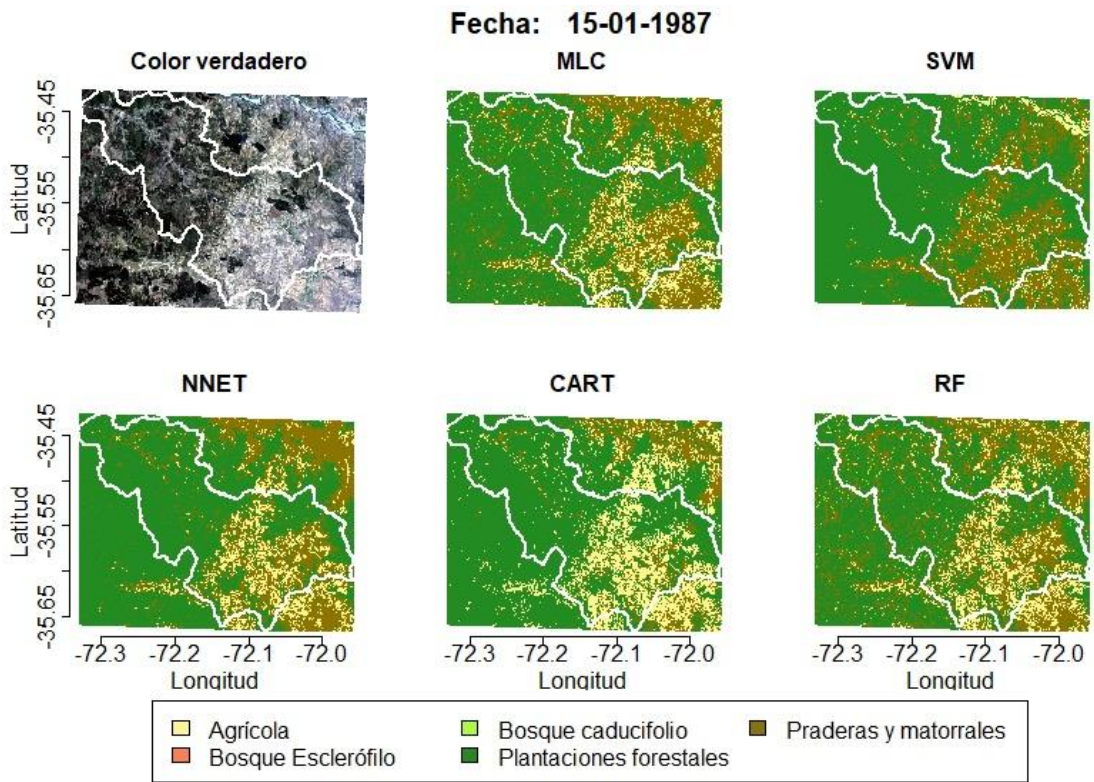 Fecha: 15-01-1987
Color verdadero MLC SVM
Latitud
-35.45
-35.55
-35.65
NNET CART RF
Latitud
-35.45
-35.55
-35.65
-72.3 -72.2 -72.1 -72.0 -72.3 -72.2 -72.1 -72.0 -72.3 -72.2 -72.1 -72.0
Longitud Longitud Longitud
Agrícola Bosque caducifolio Praderas y matorrales
Bosque Esclerófilo Plantaciones forestales